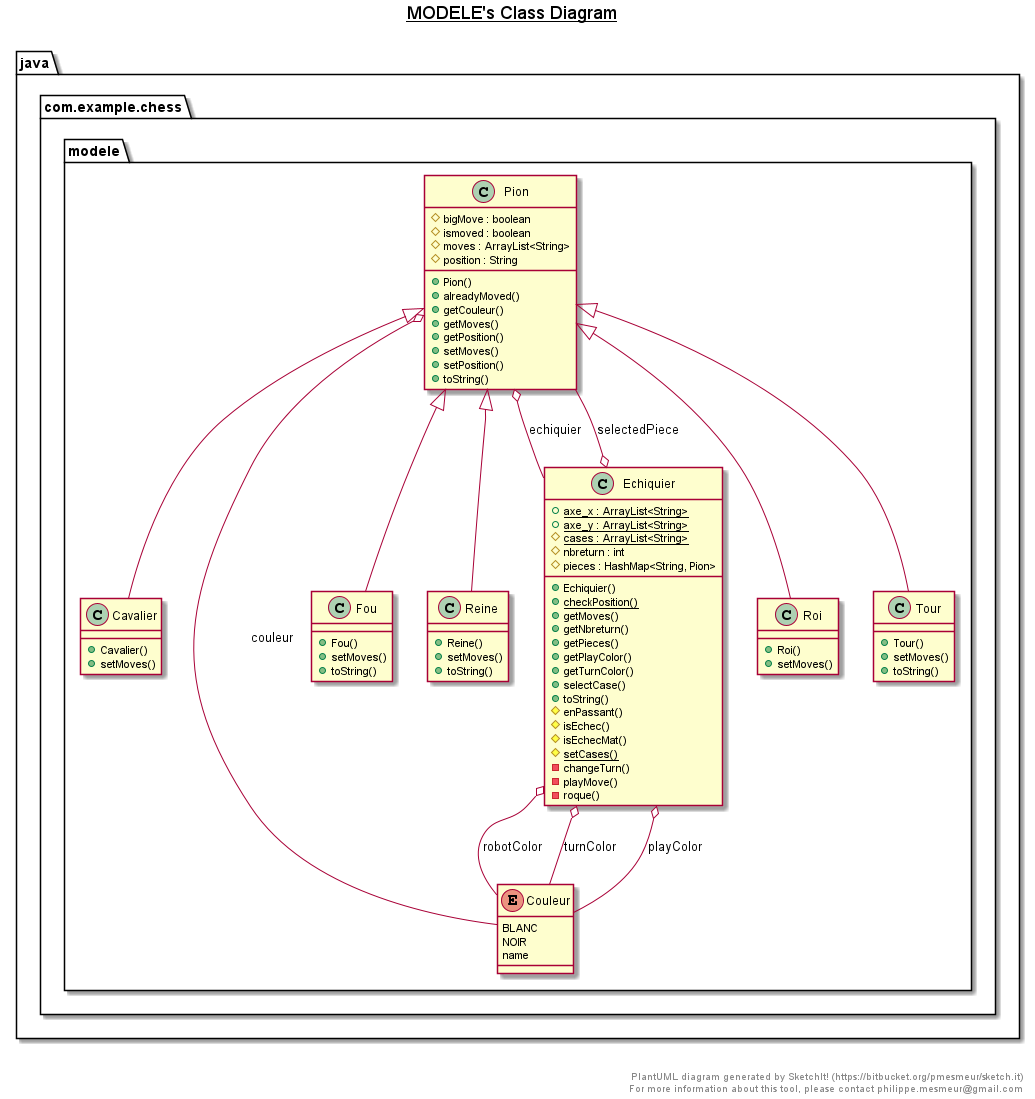 MODELE's Class Diagram
java
com.example.chess
modele
C Pion
bigMove : boolean
ismoved : boolean
moves : ArrayList<String>
position : String
Pion()
alreadyMoved()
getCouleur()
getMoves()
getPosition()
setMoves()
setPosition()
toString()
echiquier
selectedPiece
C Echiquier
axe_x : ArrayList<String>
axe_y : ArrayList<String>
cases : ArrayList<String>
nbreturn : int
pieces : HashMap<String, Pion>
Echiquier()
checkPosition()
getMoves()
getNbreturn()
getPieces()
getPlayColor()
getTurnColor()
selectCase()
toString()
enPassant()
isEchec()
isEchecMat()
setCases()
changeTurn()
playMove()
roque()
C Cavalier
Cavalier()
setMoves()
couleur
C Fou
Fou()
setMoves()
toString()
C Reine
Reine()
setMoves()
toString()
C Roi
Roi()
setMoves()
C Tour
Tour()
setMoves()
toString()
robotColor
turnColor
playColor
E Couleur
BLANC
NOIR
name
PlantUML diagram generated by SketchIt! (https://bitbucket.org/pmesmeur/sketch.it)
For more information about this tool, please contact philippe.mesmeur@gmail.com